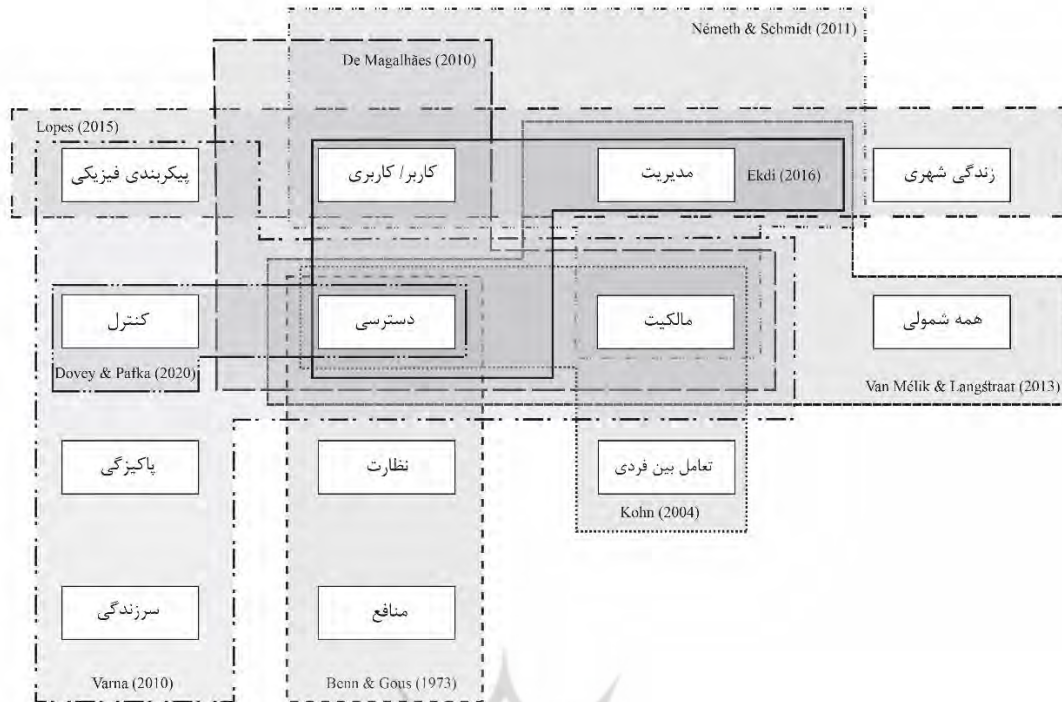 Németh & Schmidt (2011)
De Magalhães (2010)
Lopes (2015)
پیکربندی فیزیکی
کاربر/ کاربری
مدیریت
Ekdi (2016)
زندگی شهری
کنترل
دسترسی
مالکیت
همه شمولی
Dovey & Pafka (2020)
Van Mélik & Langstraat (2013)
پاکیزگی
نظارت
تعامل بین فردی
Kohn (2004)
سرزندگی
منافع
Varna (2010)
Benn & Gous (1973)